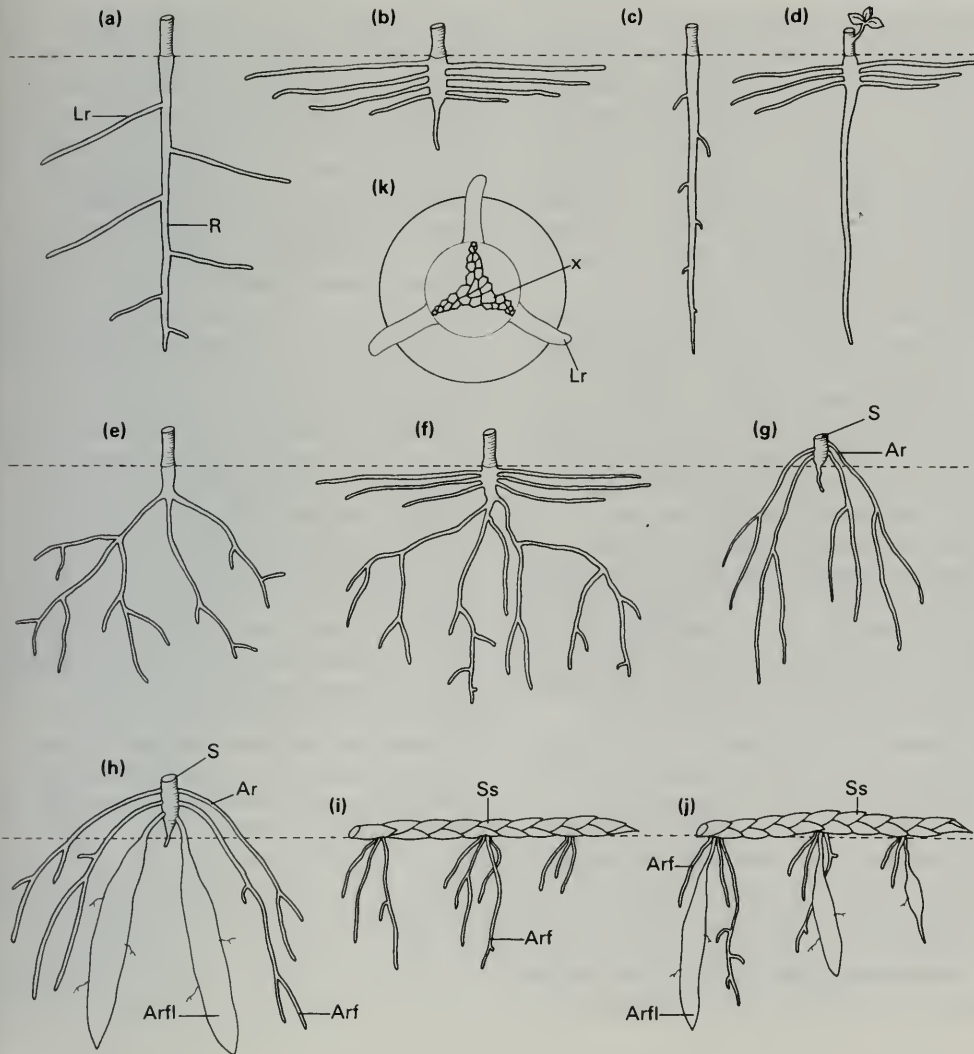 (a) (b) (c) (d)
Lr
R
(k)
x
Lr
(e) (f) (g)
S
Ar
(h)
S
Ar
Arfl
Arf
(i)
Ss
Arf
(j)
Ss
Arf
Arfl